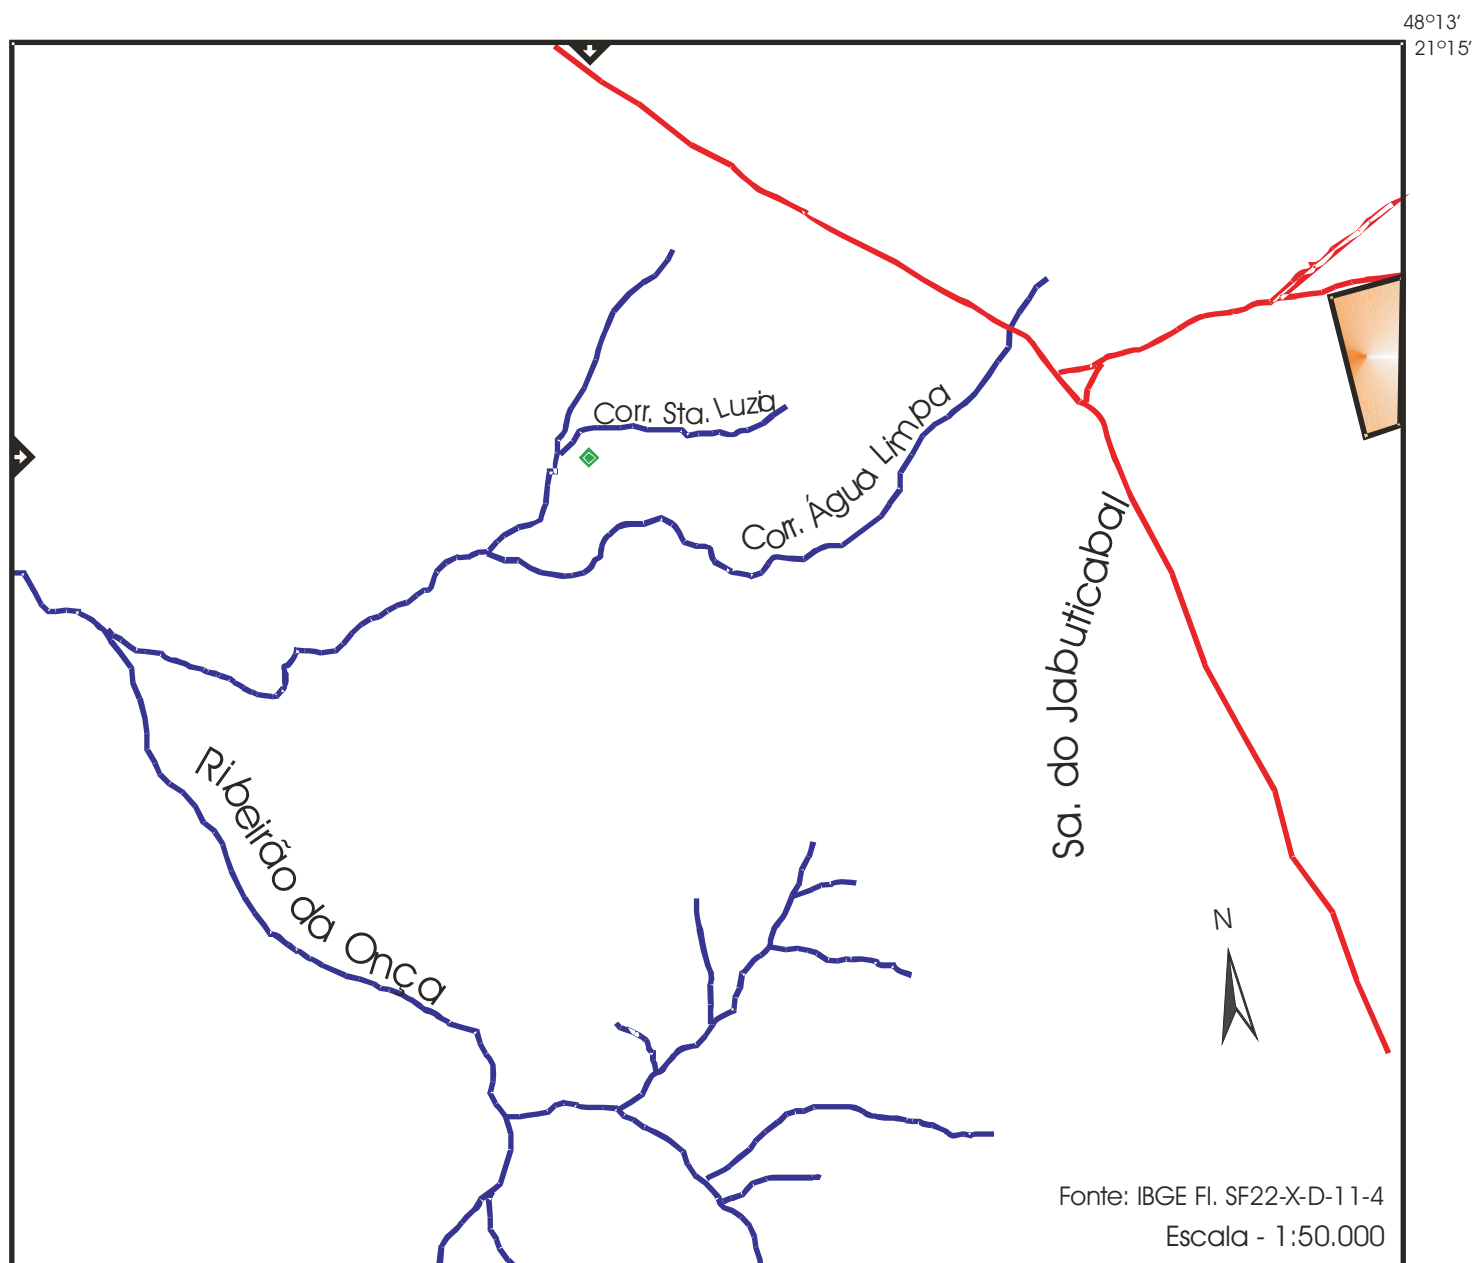 48°13'
21°15'
Corr. Sta. Luzia
Corr. Água Limpa
Sa. do Jabuticabal
Ribeirão da Onça
N
Fonte: IBGE Fl. SF22-X-D-11-4
Escala - 1:50.000